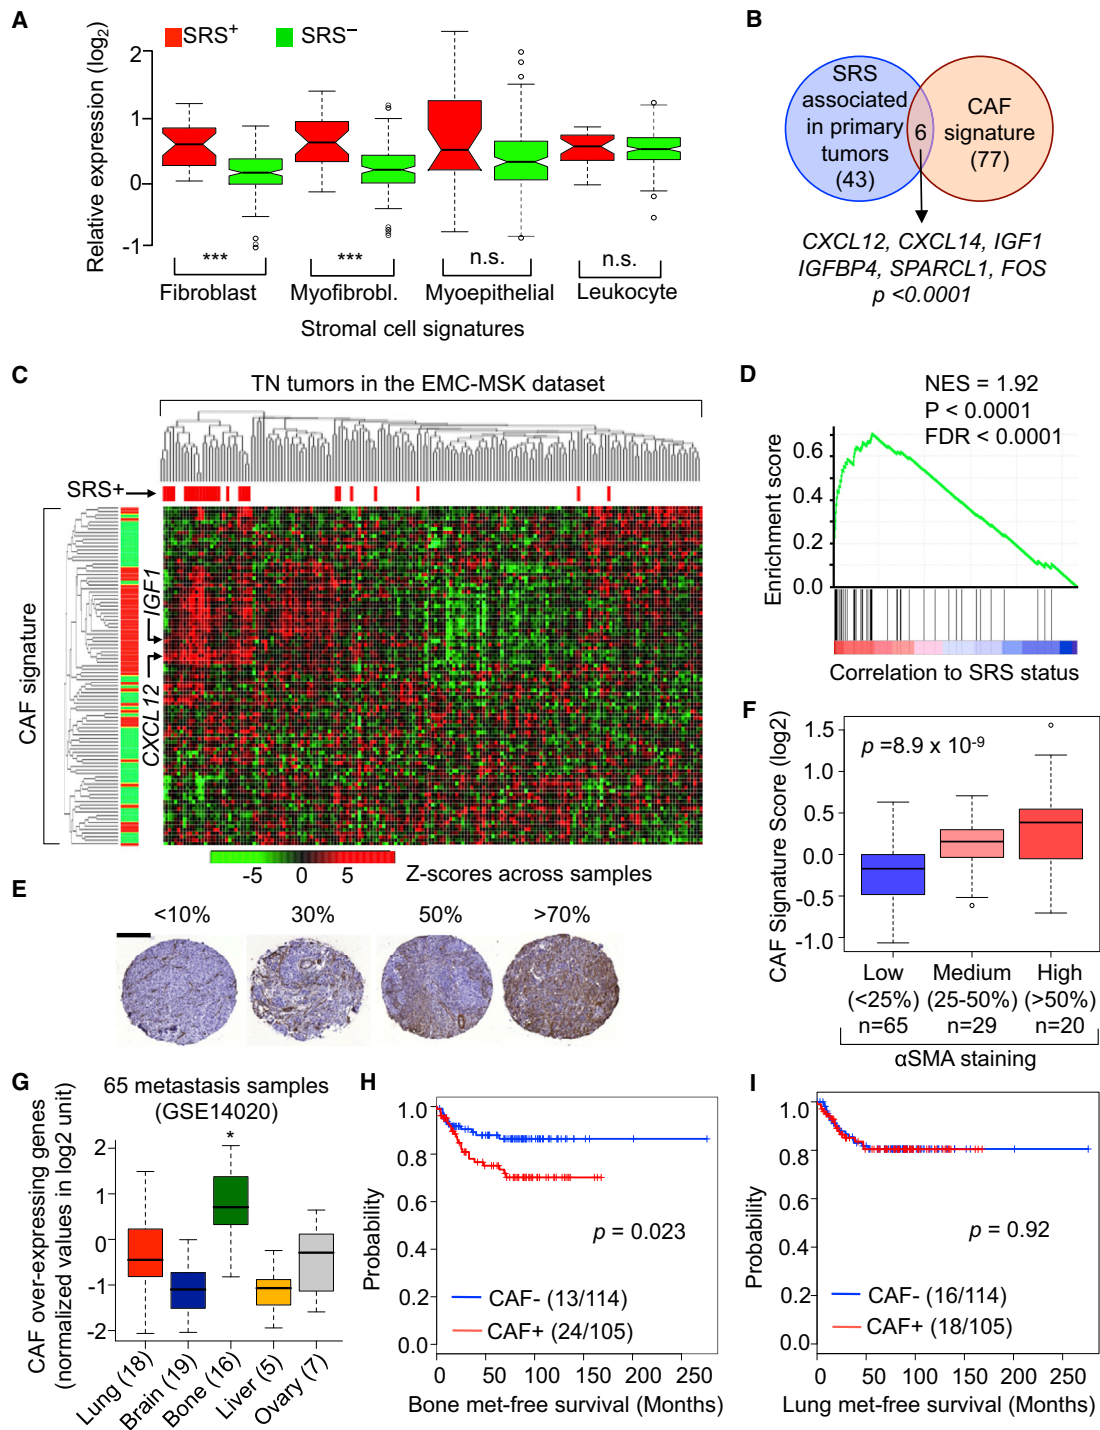 A
SRS+
SRS–
Relative expression (log2)
2
1
0
-1
***
***
n.s.
n.s.
Fibroblast
Myofibrobl.
Myoepithelial
Leukocyte
Stromal cell signatures
B
SRS
associated
in primary
tumors
(43)
6
CAF
signature
(77)
CXCL12, CXCL14, IGF1
IGFBP4, SPARCL1, FOS
p <0.0001
C
TN tumors in the EMC-MSK dataset
SRS+
CAF signature
IGF1
CXCL12
-5
0
5
Z-scores across samples
D
NES = 1.92
P < 0.0001
FDR < 0.0001
Enrichment score
0.6
0.4
0.2
0.0
Correlation to SRS status
E
<10%
30%
50%
>70%
F
CAF Signature Score (log2)
p =8.9 x 10-9
1.5
1.0
0.5
0.0
-0.5
-1.0
Low
(<25%)
n=65
Medium
(25-50%)
n=29
High
(>50%)
n=20
αSMA staining
G
65 metastasis samples
(GSE14020)
CAF over-expressing genes
(normalized values in log2 unit)
2
1
0
-1
-2
*
Lung (18)
Brain (19)
Bone (16)
Liver (5)
Ovary (7)
H
Probability
1.0
0.8
0.6
0.4
0.2
0.0
p = 0.023
CAF- (13/114)
CAF+ (24/105)
0 50 100 150 200 250
Bone met-free survival (Months)
I
Probability
1.0
0.8
0.6
0.4
0.2
0.0
p = 0.92
CAF- (16/114)
CAF+ (18/105)
0 50 100 150 200 250
Lung met-free survival (Months)